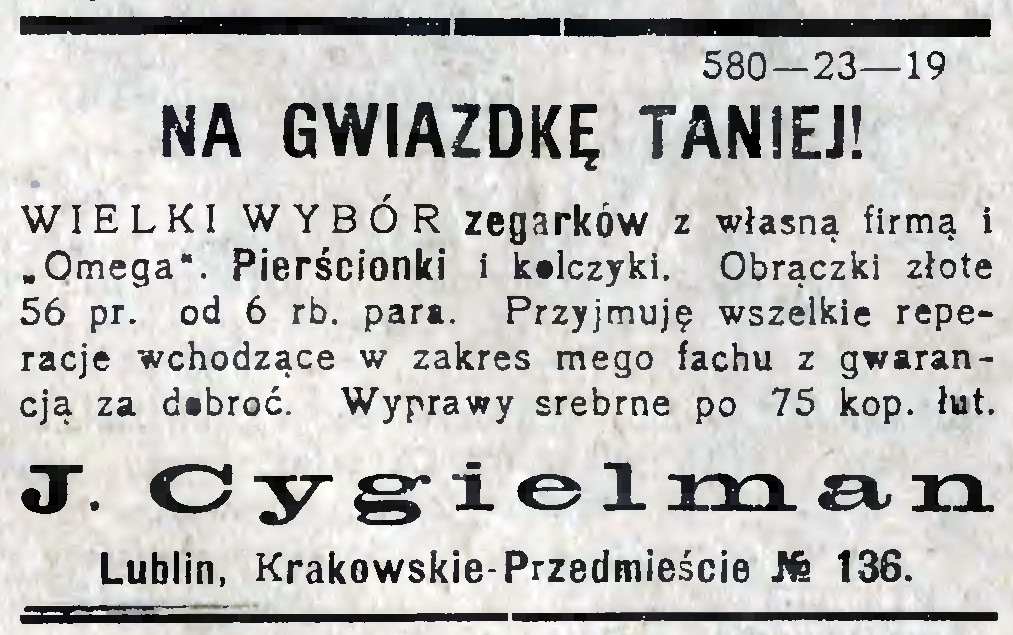 580—23—19
NA GWIAZDKĘ TANIEJ!
WIELKI WYBÓR zegarków z własną firmą i
„Omega“. Pierścionki i kolczyki. Obrączki złote
56 pr. od 6 rb. para. Przyjmuję wszelkie repe-
racje wchodzące w zakres mego fachu z gwaran-
cją za dobroć. Wyprawy srebrne po 75 kop. łut.
J. Cygielman
Lublin, Krakowskie-Przedmieście № 136.